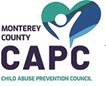 MONTEREY
COUNTY
CAPC
CHILD ABUSE PREVENTION COUNCIL